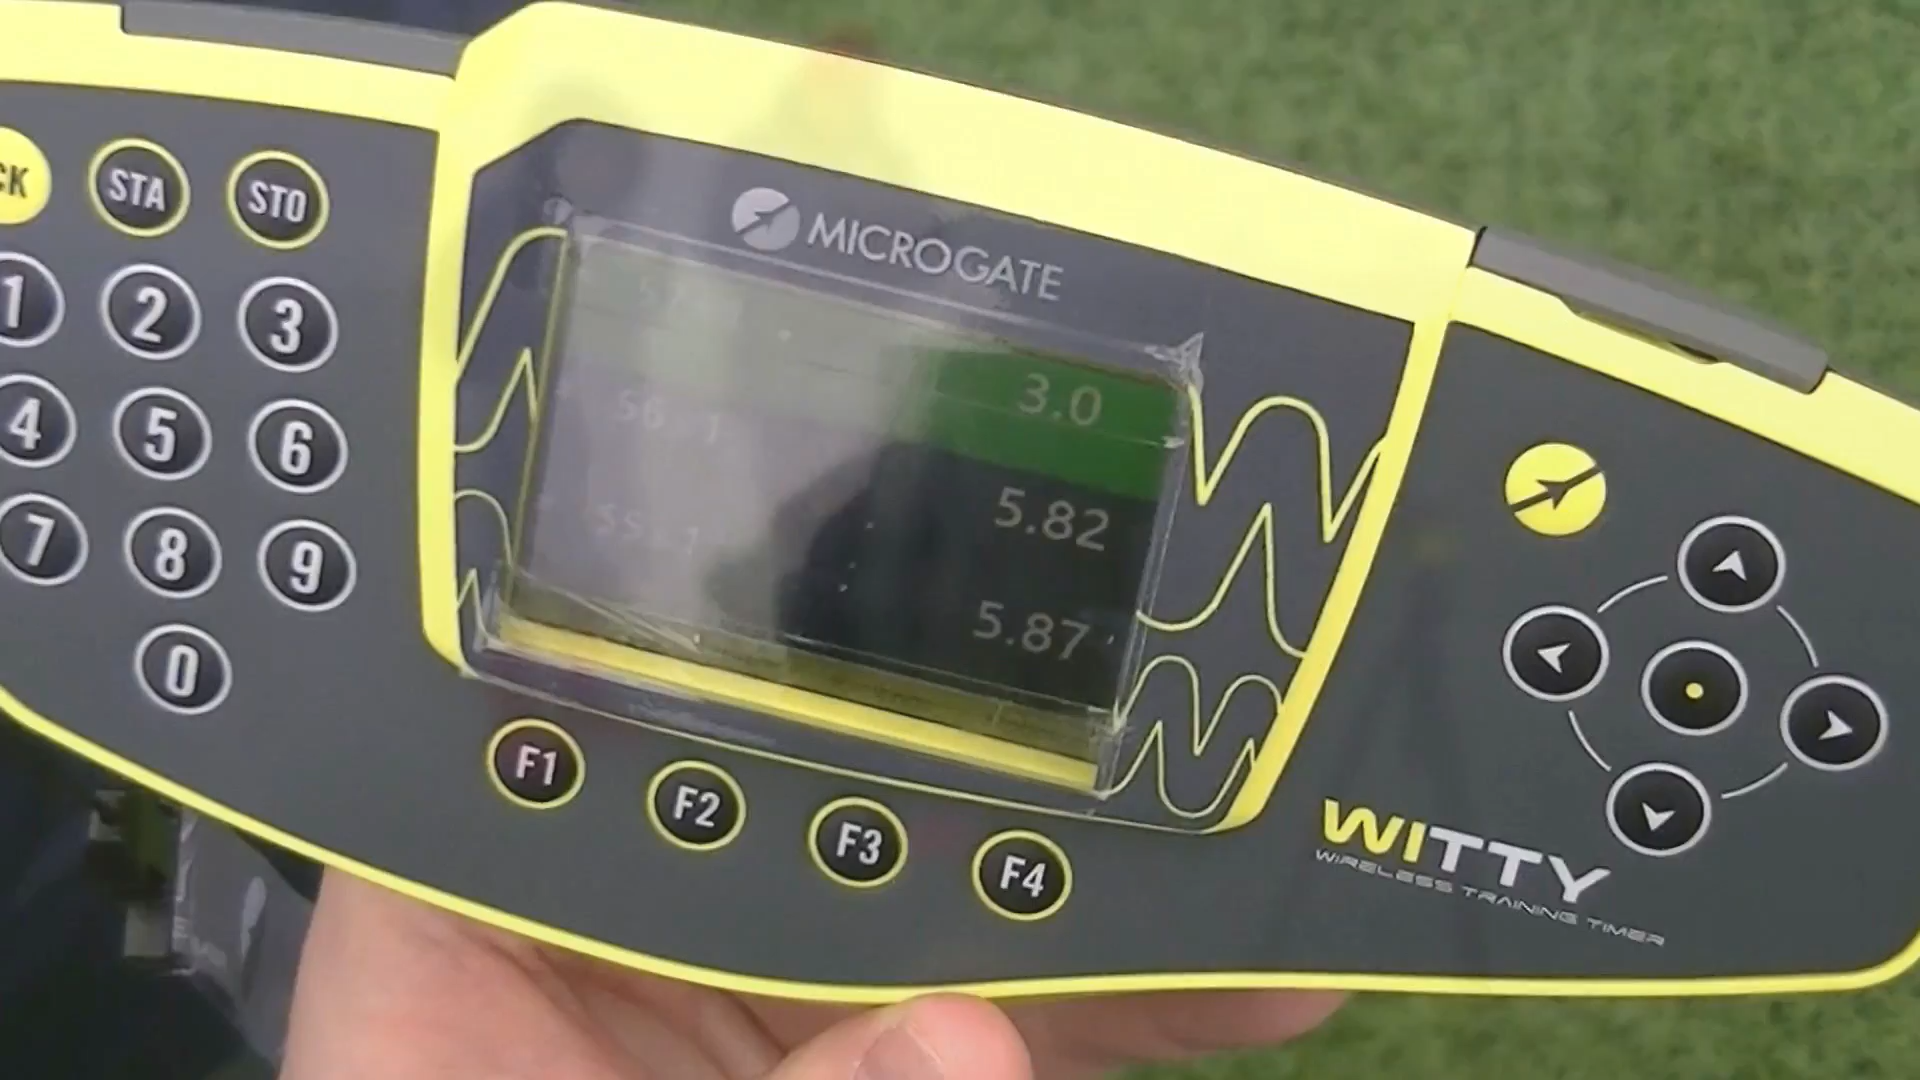 CK STA STO
MICROGATE
1 2 3
4 5 6
7 8 9
0
3.0
5.82
5.87
F1 F2 F3 F4
WITTY
WIRELESS TRAINING TIMER